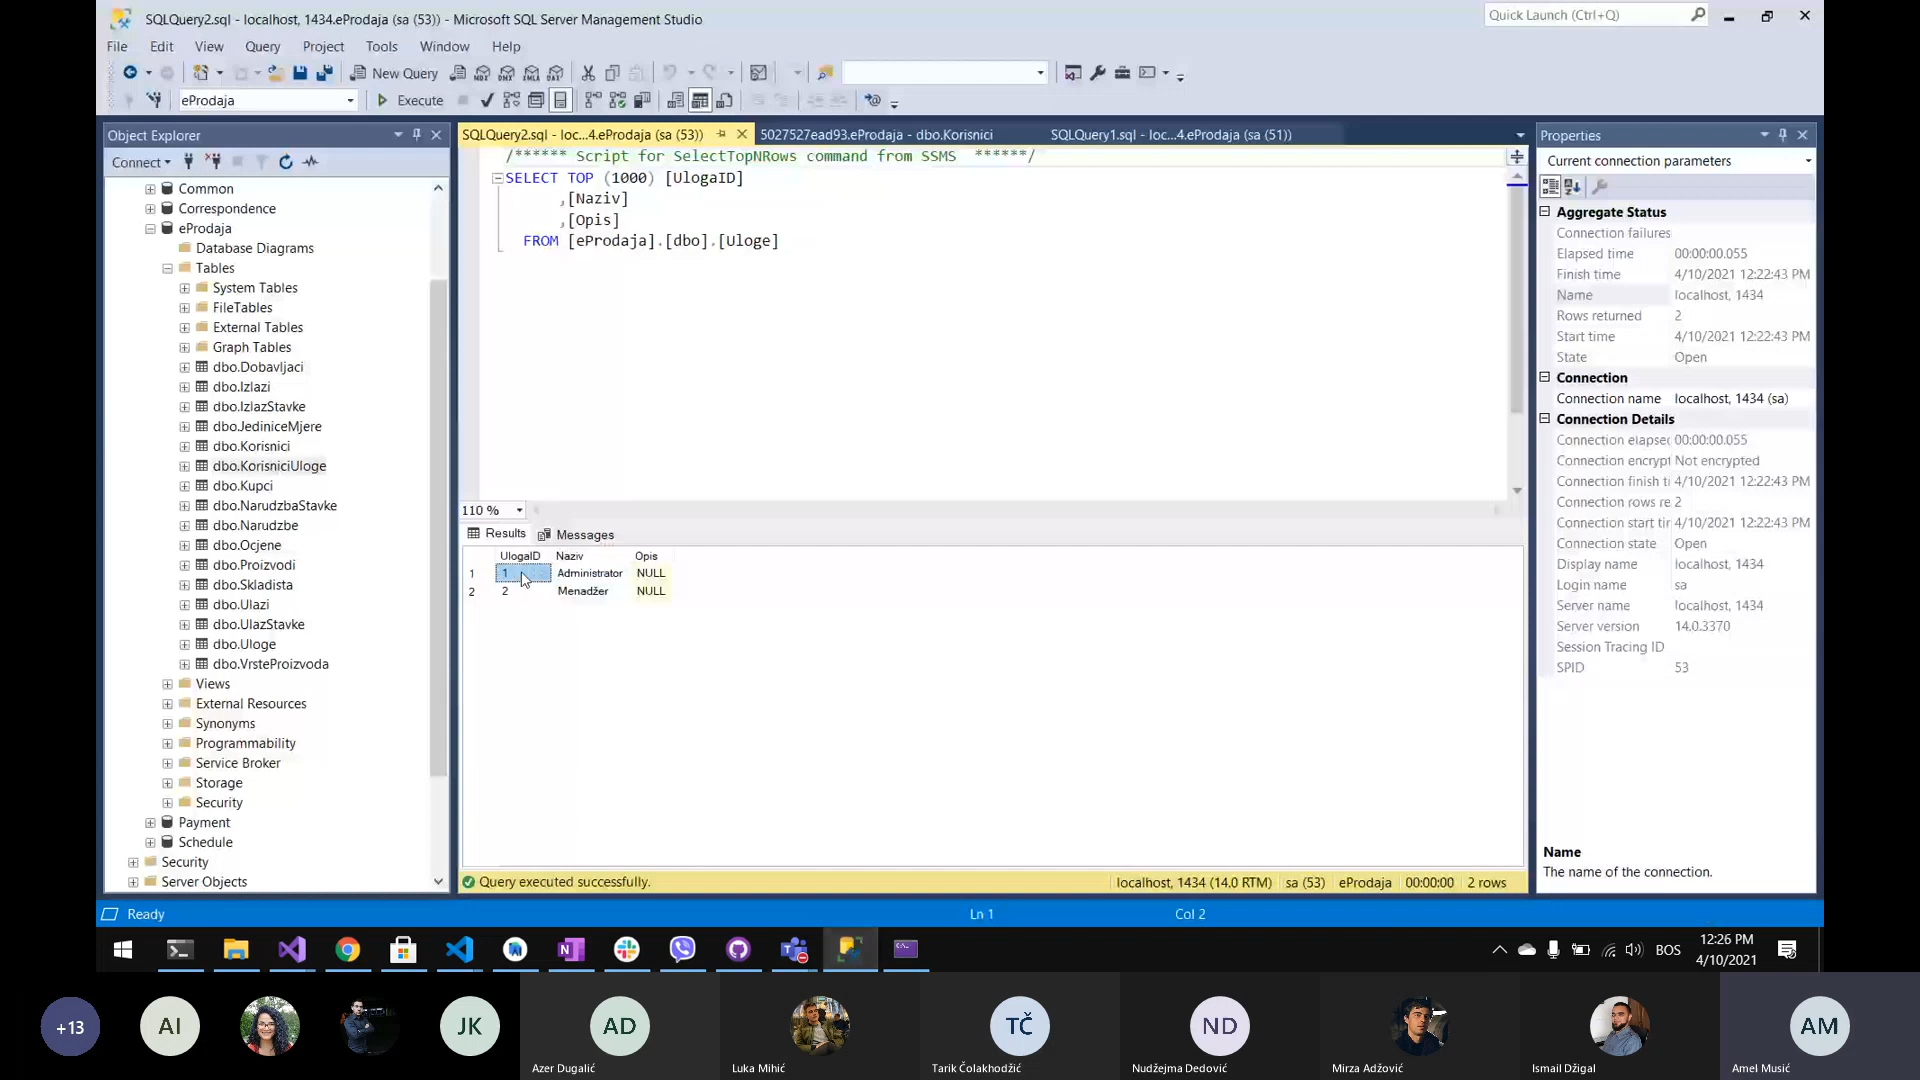 SQLQuery2.sql - localhost, 1434.eProdaja (sa (53)) - Microsoft SQL Server Management Studio
Quick Launch (Ctrl+Q)
File Edit View Query Project Tools Window Help
New Query
eProdaja
Execute
Object Explorer
Connect
Common
Correspondence
eProdaja
Database Diagrams
Tables
System Tables
FileTables
External Tables
Graph Tables
dbo.Dobavljaci
dbo.Izlazi
dbo.IzlazStavke
dbo.JediniceMjere
dbo.Korisnici
dbo.KorisniciUloge
dbo.Kupci
dbo.NarudzbaStavke
dbo.Narudzbe
dbo.Ocjene
dbo.Proizvodi
dbo.Skladista
dbo.Ulazi
dbo.UlazStavke
dbo.Uloge
dbo.VrsteProizvoda
Views
External Resources
Synonyms
Programmability
Service Broker
Storage
Security
Payment
Schedule
Security
Server Objects
SQLQuery2.sql - loc...4.eProdaja (sa (53))
5027527ead93.eProdaja - dbo.Korisnici
SQLQuery1.sql - loc...4.eProdaja (sa (51))
/****** Script for SelectTopNRows command from SSMS ******/
SELECT TOP (1000) [UlogaID]
,[Naziv]
,[Opis]
FROM [eProdaja].[dbo].[Uloge]
110 %
Results
Messages
UlogaID Naziv Opis
1 1 Administrator NULL
2 2 Menadžer NULL
Query executed successfully.
localhost, 1434 (14.0 RTM) sa (53) eProdaja 00:00:00 2 rows
Properties
Current connection parameters
Aggregate Status
Connection failures
Elapsed time 00:00:00.055
Finish time 4/10/2021 12:22:43 PM
Name localhost, 1434
Rows returned 2
Start time 4/10/2021 12:22:43 PM
State Open
Connection
Connection name localhost, 1434 (sa)
Connection Details
Connection elapsed 00:00:00.055
Connection encrypt Not encrypted
Connection finish ti 4/10/2021 12:22:43 PM
Connection rows re 2
Connection start tir 4/10/2021 12:22:43 PM
Connection state Open
Display name localhost, 1434
Login name sa
Server name localhost, 1434
Server version 14.0.3370
Session Tracing ID
SPID 53
Name
The name of the connection.
Ready
Ln 1
Col 2
BOS
12:26 PM
4/10/2021
+13
AI
JK
AD
TČ
ND
AM
Azer Dugalić
Luka Mihić
Tarik Čolakhodžić
Nudžejma Dedović
Mirza Adžović
Ismail Džigal
Amel Musić